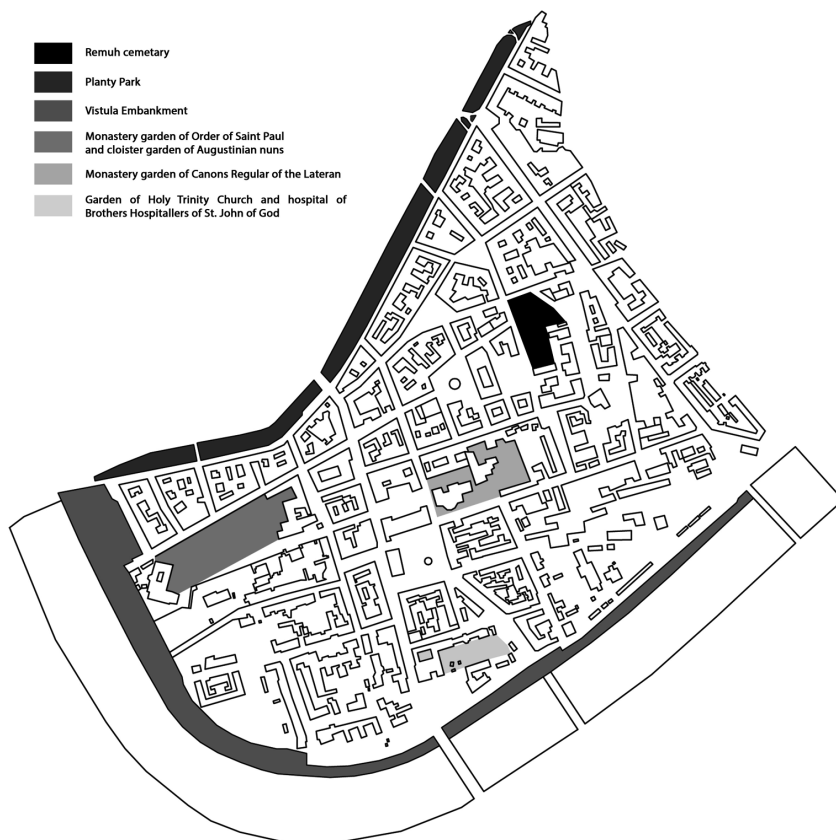 Remuh cemetary
Planty Park
Vistula Embankment
Monastery garden of Order of Saint Paul
and cloister garden of Augustinian nuns
Monastery garden of Canons Regular of the Lateran
Garden of Holy Trinity Church and hospital of
Brothers Hospitallers of St. John of God